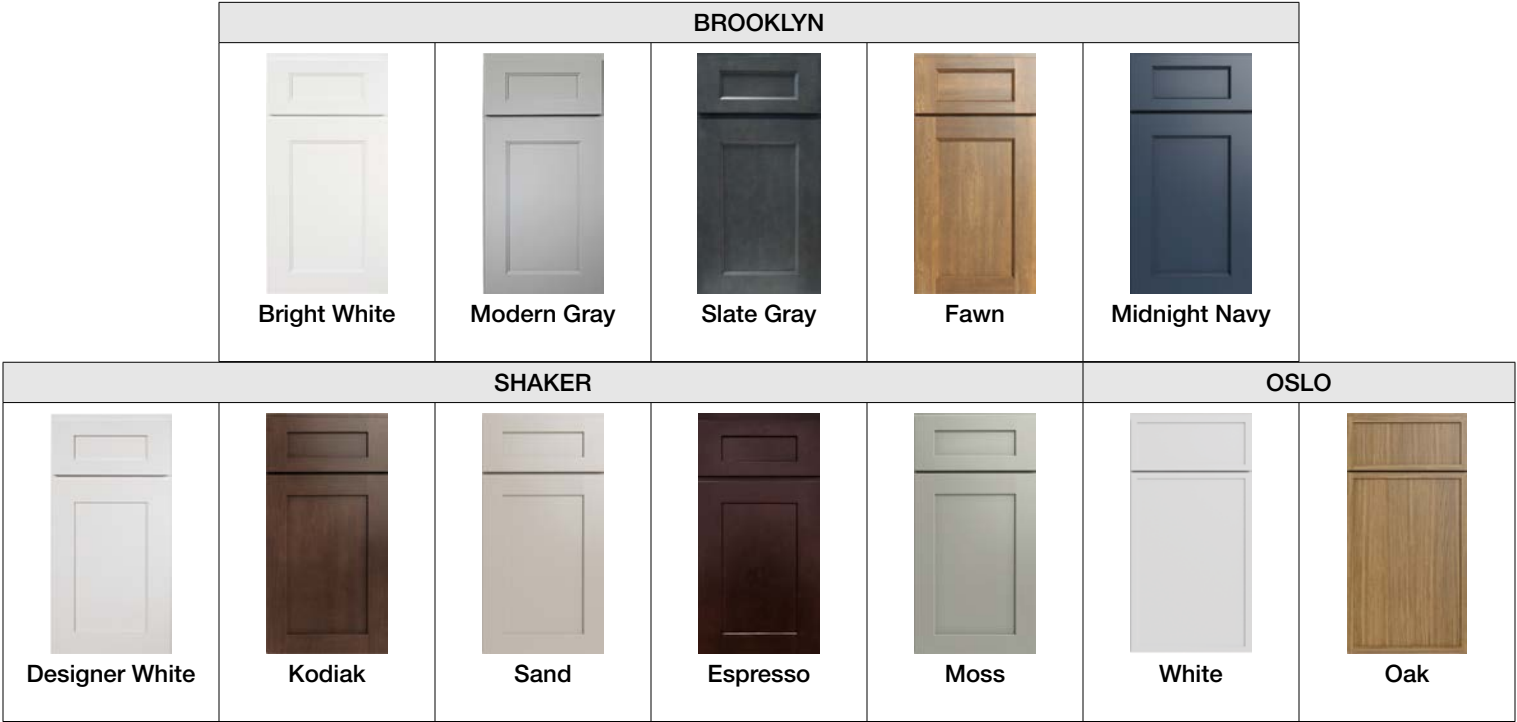 BROOKLYN
Bright White
Modern Gray
Slate Gray
Fawn
Midnight Navy
SHAKER
OSLO
Designer White
Kodiak
Sand
Espresso
Moss
White
Oak